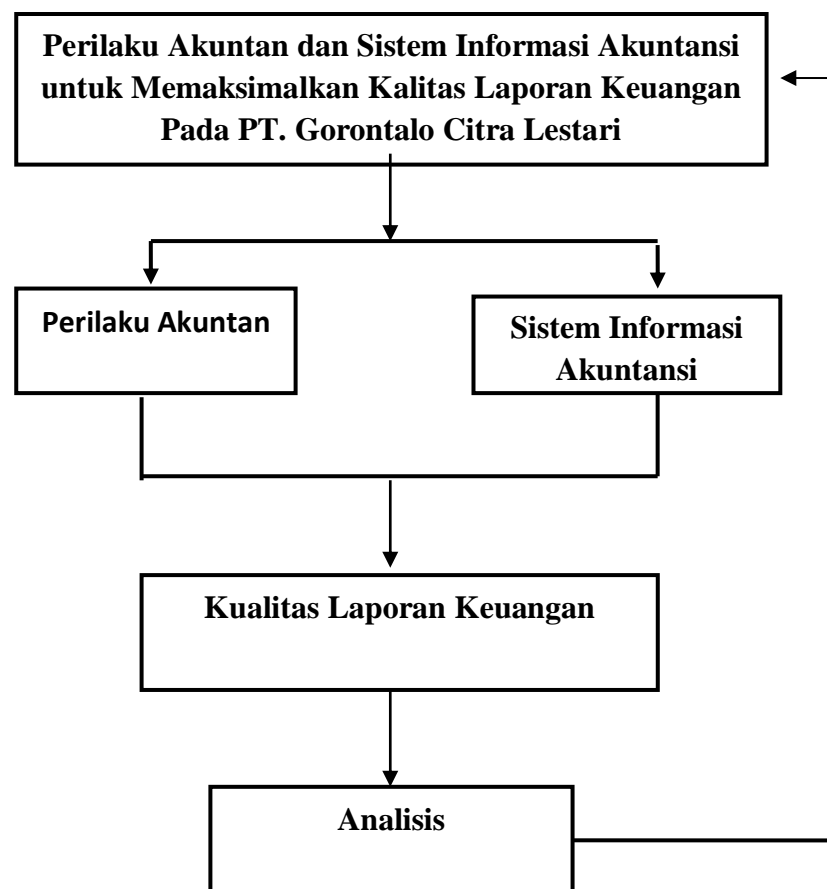 Perilaku Akuntan dan Sistem Informasi Akuntansi
untuk Memaksimalkan Kalitas Laporan Keuangan
Pada PT. Gorontalo Citra Lestari
Perilaku Akuntan
Sistem Informasi
Akuntansi
Kualitas Laporan Keuangan
Analisis